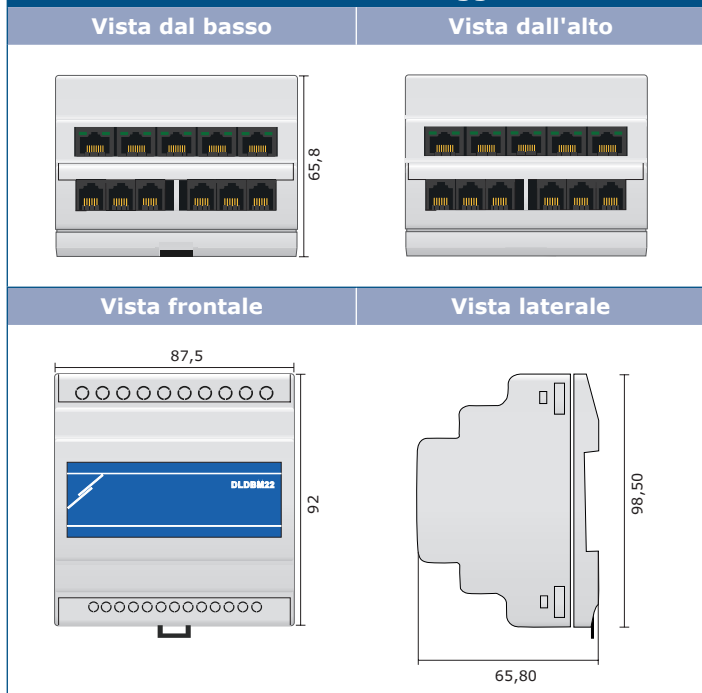 Vista dal basso
Vista dall'alto
65,8
Vista frontale
Vista laterale
87,5
DLDBM22
92
98,50
65,80